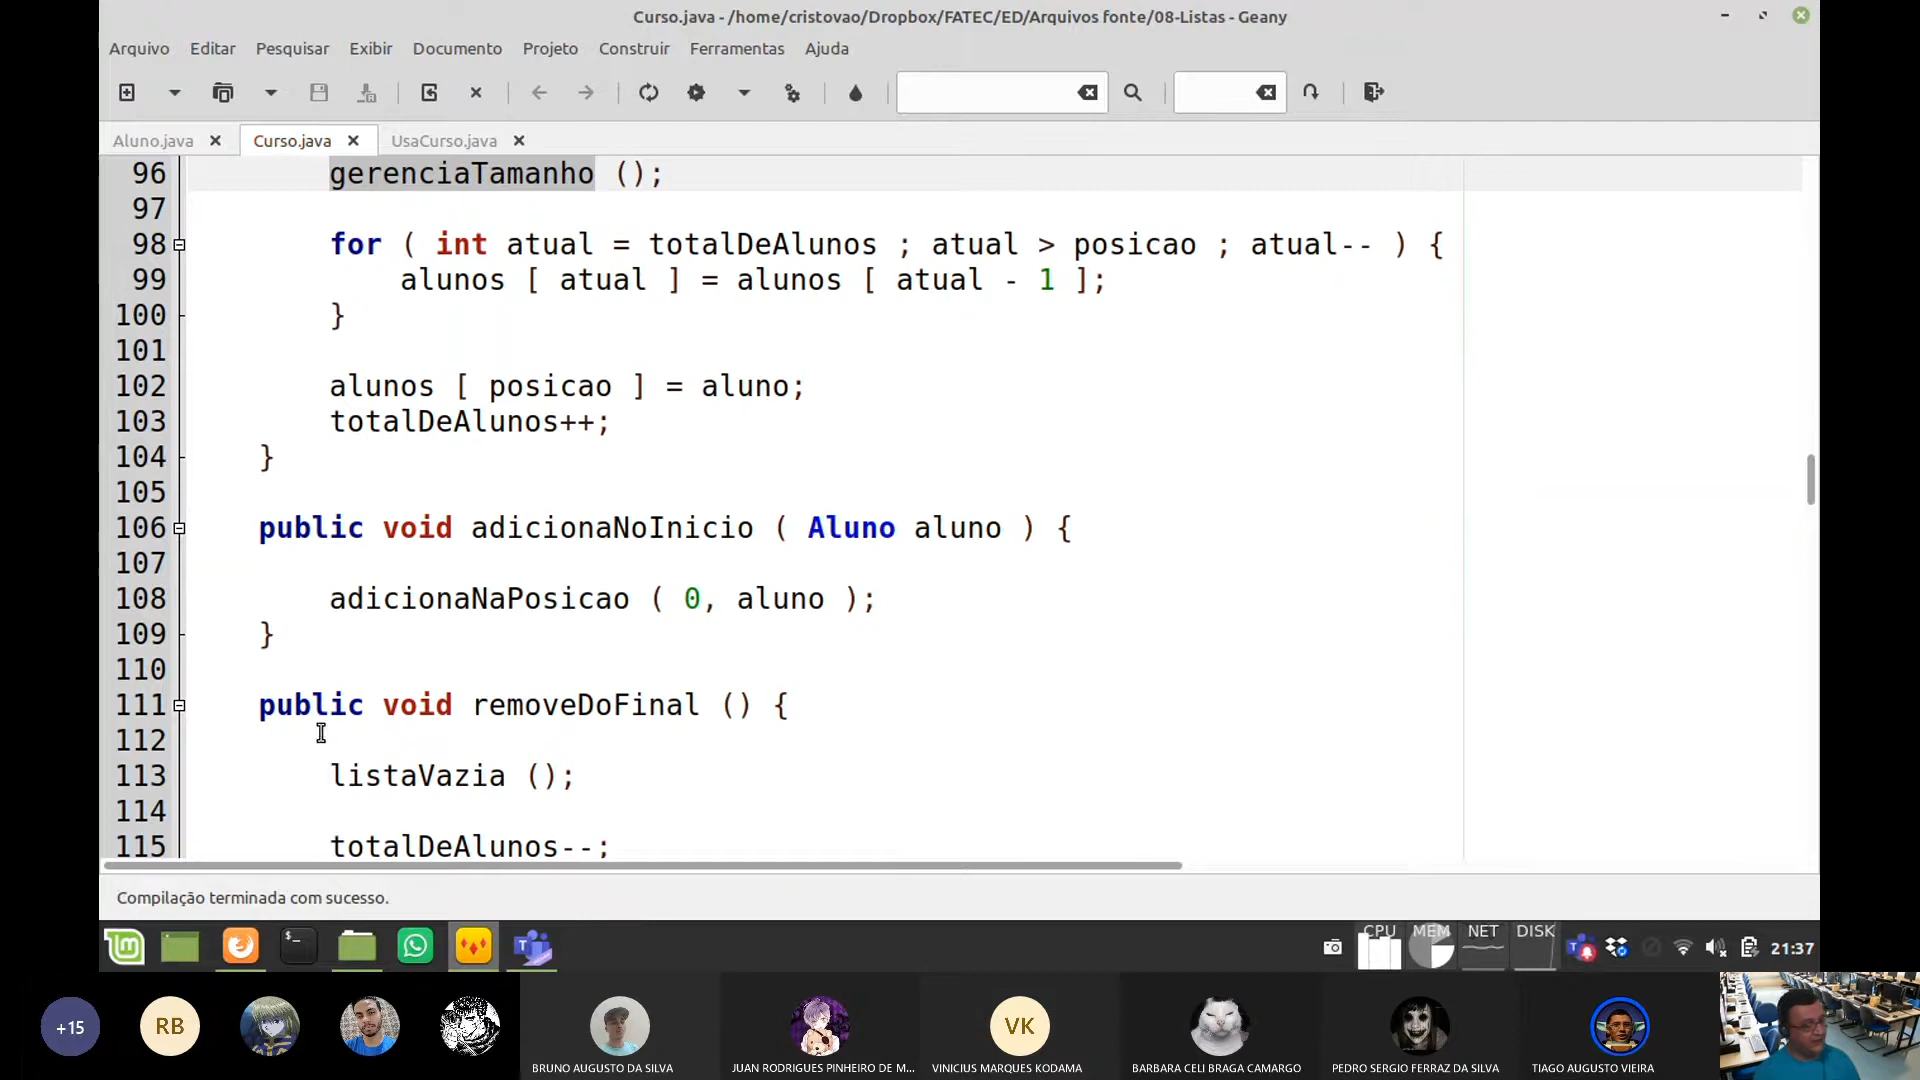 Curso.java - /home/cristovao/Dropbox/FATEC/ED/Arquivos fonte/08-Listas - Geany
Arquivo Editar Pesquisar Exibir Documento Projeto Construir Ferramentas Ajuda
Aluno.java Curso.java UsaCurso.java
96 gerenciaTamanho ();
97
98 for ( int atual = totalDeAlunos ; atual > posicao ; atual-- ) {
99 alunos [ atual ] = alunos [ atual - 1 ];
100 }
101
102 alunos [ posicao ] = aluno;
103 totalDeAlunos++;
104 }
105
106 public void adicionaNoInicio ( Aluno aluno ) {
107
108 adicionaNaPosicao ( 0, aluno );
109 }
110
111 public void removeDoFinal () {
112
113 listaVazia ();
114
115 totalDeAlunos--;
Compilação terminada com sucesso.
CPU MEM NET DISK
21:37
+15 RB VK
BRUNO AUGUSTO DA SILVA JUAN RODRIGUES PINHEIRO DE M... VINICIUS MARQUES KODAMA BARBARA CELI BRAGA CAMARGO PEDRO SERGIO FERRAZ DA SILVA TIAGO AUGUSTO VIEIRA